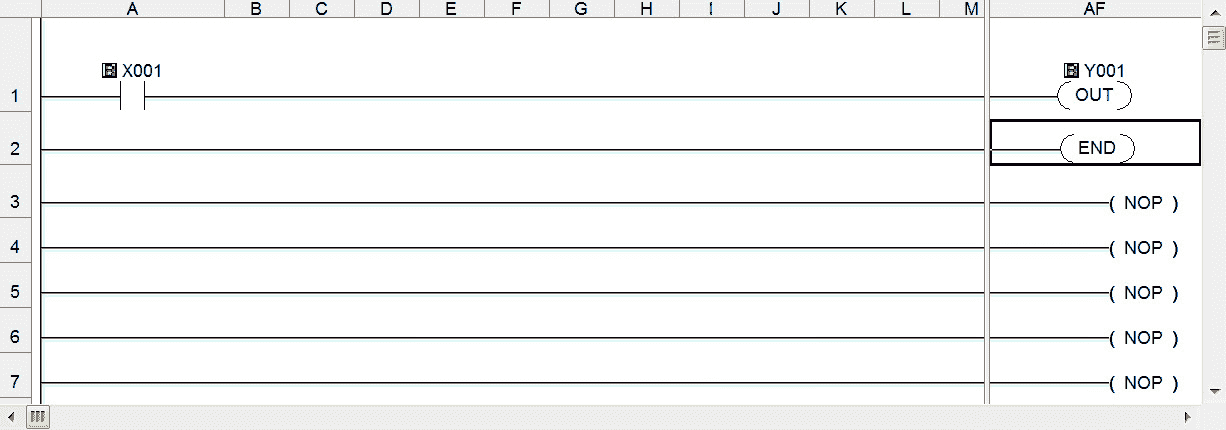 A B C D E F G H I J K L M AF
X001 Y001
1 OUT
2 END
3 ( NOP )
4 ( NOP )
5 ( NOP )
6 ( NOP )
7 ( NOP )